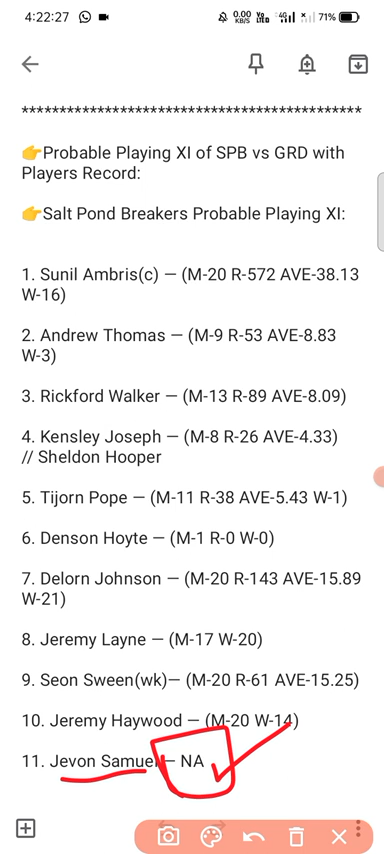 4:22:27 0.00 KB/S Vo LTE 4G 71%
********************************************
👉Probable Playing XI of SPB vs GRD with
Players Record:
👉Salt Pond Breakers Probable Playing XI:
1. Sunil Ambris(c) — (M-20 R-572 AVE-38.13
W-16)
2. Andrew Thomas — (M-9 R-53 AVE-8.83
W-3)
3. Rickford Walker — (M-13 R-89 AVE-8.09)
4. Kensley Joseph — (M-8 R-26 AVE-4.33)
// Sheldon Hooper
5. Tijorn Pope — (M-11 R-38 AVE-5.43 W-1)
6. Denson Hoyte — (M-1 R-0 W-0)
7. Delorn Johnson — (M-20 R-143 AVE-15.89
W-21)
8. Jeremy Layne — (M-17 W-20)
9. Seon Sween(wk)— (M-20 R-61 AVE-15.25)
10. Jeremy Haywood — (M-20 W-14)
11. Jevon Samuel — NA